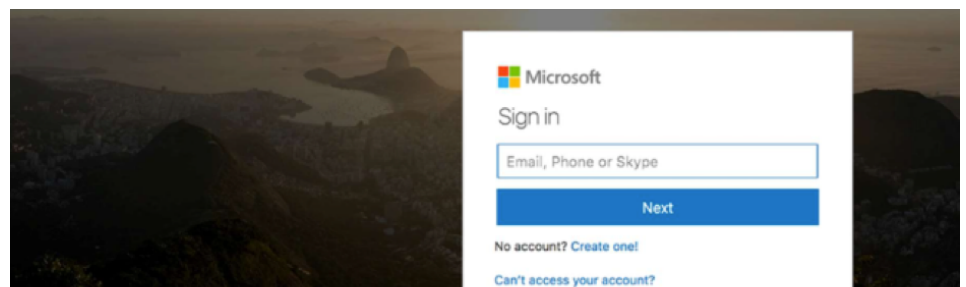 Microsoft
Sign in
Email, Phone or Skype
Next
No account? Create one!
Can't access your account?